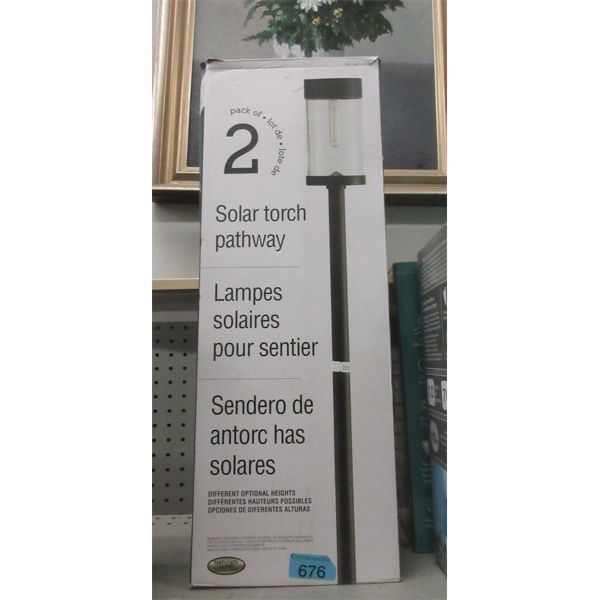 pack of • lot de • lote de
2
Solar torch
pathway
Lampes
solaires
pour sentier
Sendero de
antorc has
solares
DIFFERENT OPTIONAL HEIGHTS
DIFFÉRENTES HAUTEURS POSSIBLES
OPCIONES DE DIFERENTES ALTURAS
Naturally
676